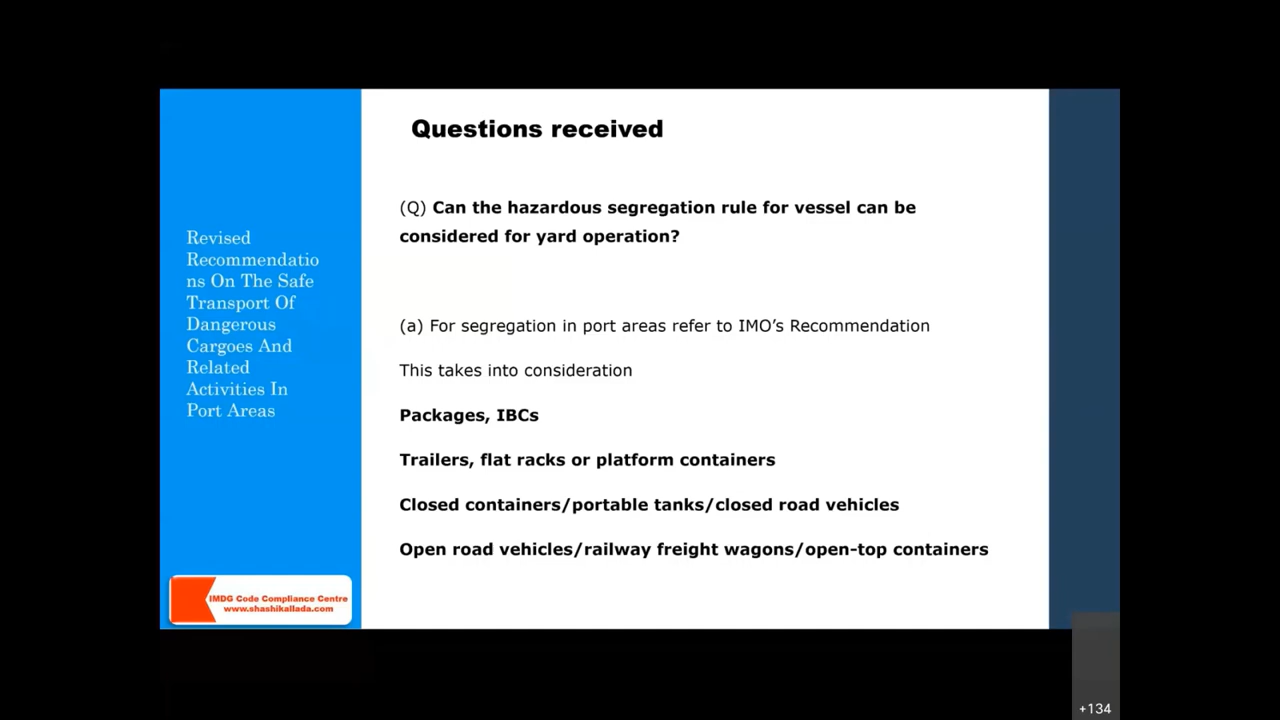 Questions received
(Q) Can the hazardous segregation rule for vessel can be
considered for yard operation?
Revised
Recommendatio
ns On The Safe
Transport Of
Dangerous
Cargoes And
Related
Activities In
Port Areas
(a) For segregation in port areas refer to IMO’s Recommendation
This takes into consideration
Packages, IBCs
Trailers, flat racks or platform containers
Closed containers/portable tanks/closed road vehicles
Open road vehicles/railway freight wagons/open-top containers
IMDG Code Compliance Centre
www.shashikallada.com
+134